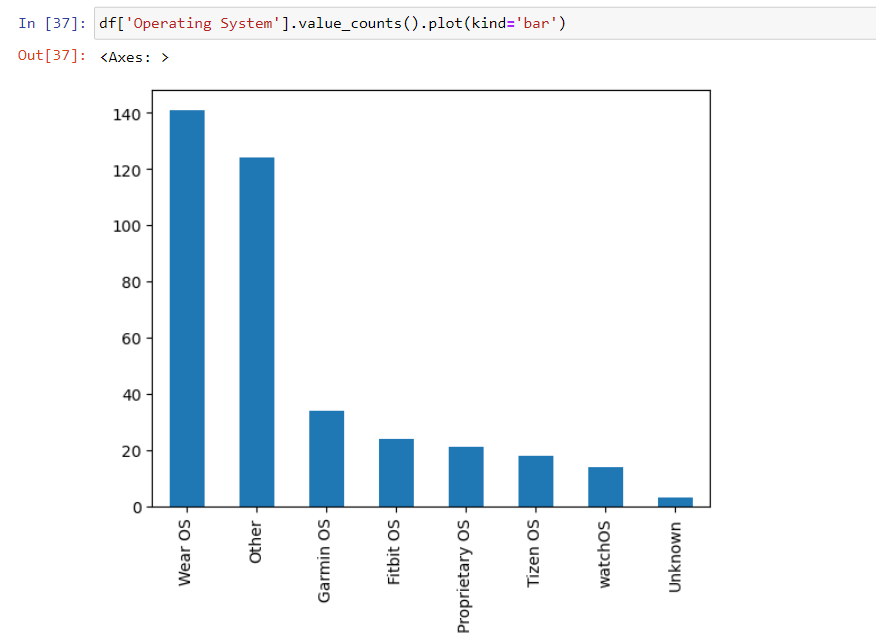 In [37]: df['Operating System'].value_counts().plot(kind='bar')
Out[37]: <Axes: >
140
120
100
80
60
40
20
0
Wear OS
Other
Garmin OS
Fitbit OS
Proprietary OS
Tizen OS
watchOS
Unknown